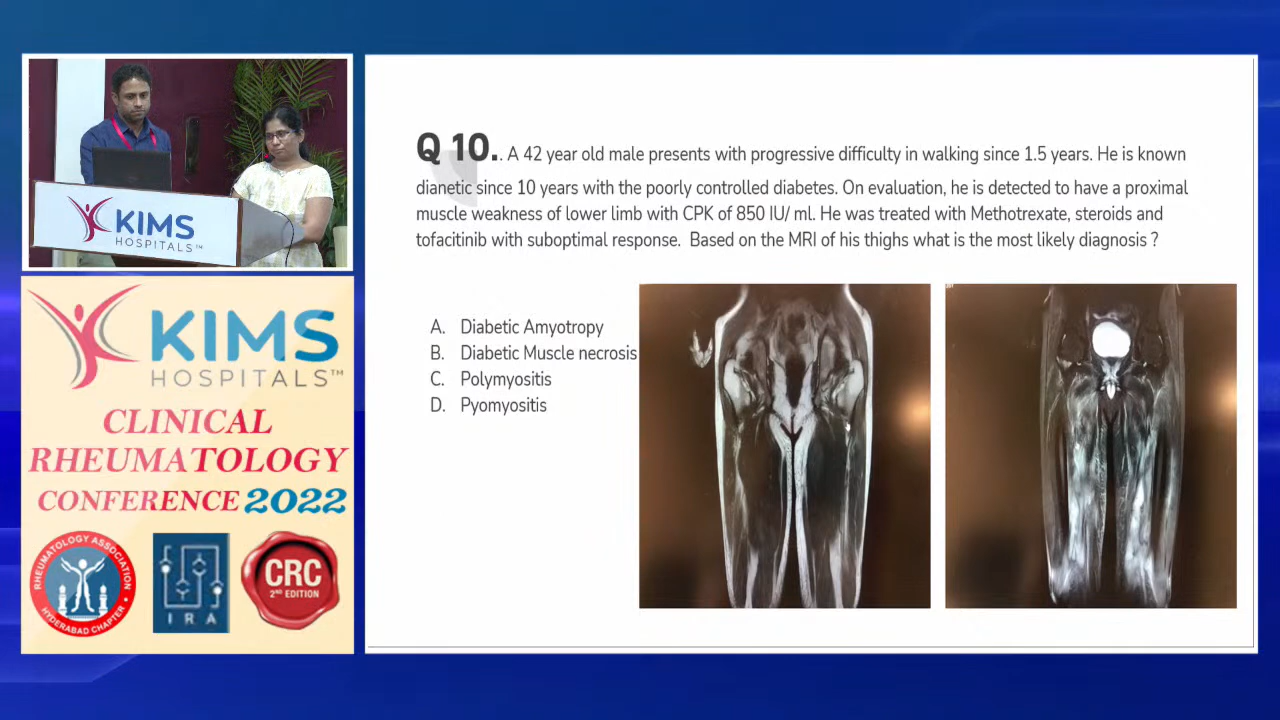 KIMS
HOSPITALS™
KIMS
HOSPITALS™
CLINICAL
RHEUMATOLOGY
CONFERENCE 2022
RHEUMATOLOGY ASSOCIATION
HYDERABAD CHAPTER
IRA
CRC
2ND EDITION
Q 10.. A 42 year old male presents with progressive difficulty in walking since 1.5 years. He is known
dianetic since 10 years with the poorly controlled diabetes. On evaluation, he is detected to have a proximal
muscle weakness of lower limb with CPK of 850 IU/ ml. He was treated with Methotrexate, steroids and
tofacitinib with suboptimal response. Based on the MRI of his thighs what is the most likely diagnosis ?
A. Diabetic Amyotropy
B. Diabetic Muscle necrosis
C. Polymyositis
D. Pyomyositis